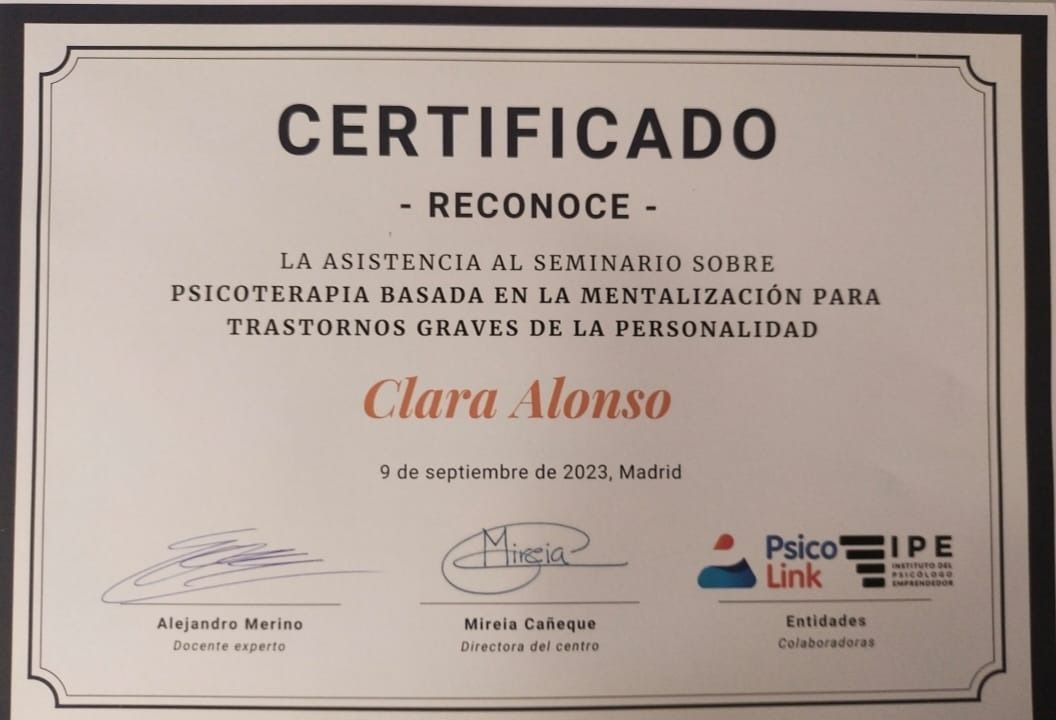 CERTIFICADO
- RECONOCE -
LA ASISTENCIA AL SEMINARIO SOBRE
PSICOTERAPIA BASADA EN LA MENTALIZACIÓN PARA
TRASTORNOS GRAVES DE LA PERSONALIDAD
Clara Alonso
9 de septiembre de 2023, Madrid
Mireia
Psico
Link
IPE
INSTITUTO DEL
PSICÓLOGO
EMPRENDEDOR
Alejandro Merino
Docente experto
Mireia Cañeque
Directora del centro
Entidades
Colaboradoras